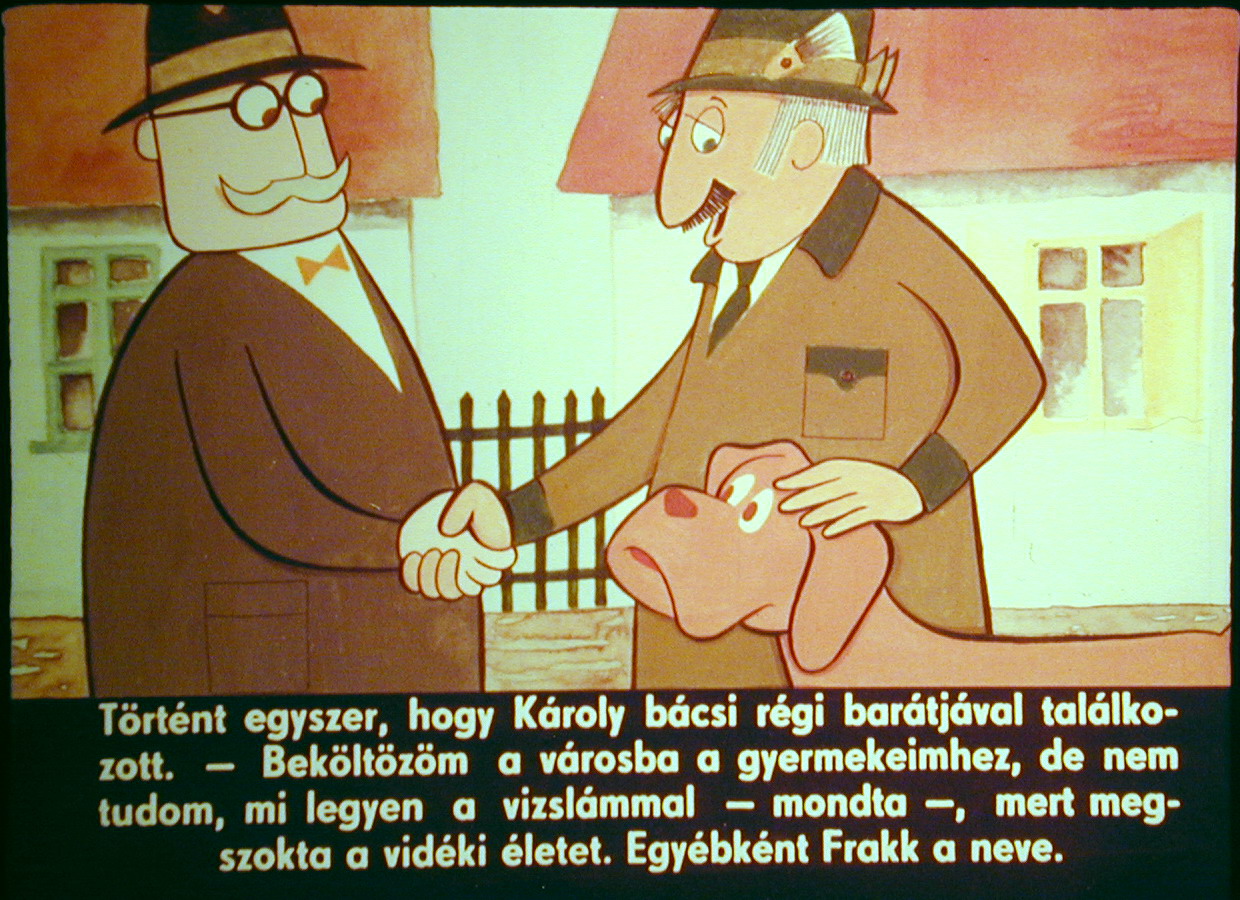 Történt egyszer, hogy Károly bácsi régi barátjával találko-
zott. — Beköltözöm a városba a gyermekeimhez, de nem
tudom, mi legyen a vizslámmal — mondta —, mert meg-
szokta a vidéki életet. Egyébként Frakk a neve.